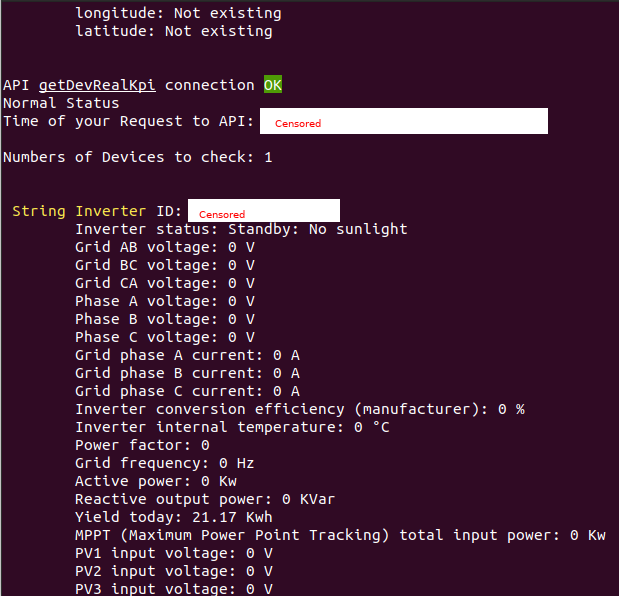 longitude: Not existing
latitude: Not existing
API getDevRealKpi connection OK
Normal Status
Time of your Request to API: Censored
Numbers of Devices to check: 1
String Inverter ID: Censored
Inverter status: Standby: No sunlight
Grid AB voltage: 0 V
Grid BC voltage: 0 V
Grid CA voltage: 0 V
Phase A voltage: 0 V
Phase B voltage: 0 V
Phase C voltage: 0 V
Grid phase A current: 0 A
Grid phase B current: 0 A
Grid phase C current: 0 A
Inverter conversion efficiency (manufacturer): 0 %
Inverter internal temperature: 0 °C
Power factor: 0
Grid frequency: 0 Hz
Active power: 0 Kw
Reactive output power: 0 KVar
Yield today: 21.17 Kwh
MPPT (Maximum Power Point Tracking) total input power: 0 Kw
PV1 input voltage: 0 V
PV2 input voltage: 0 V
PV3 input voltage: 0 V